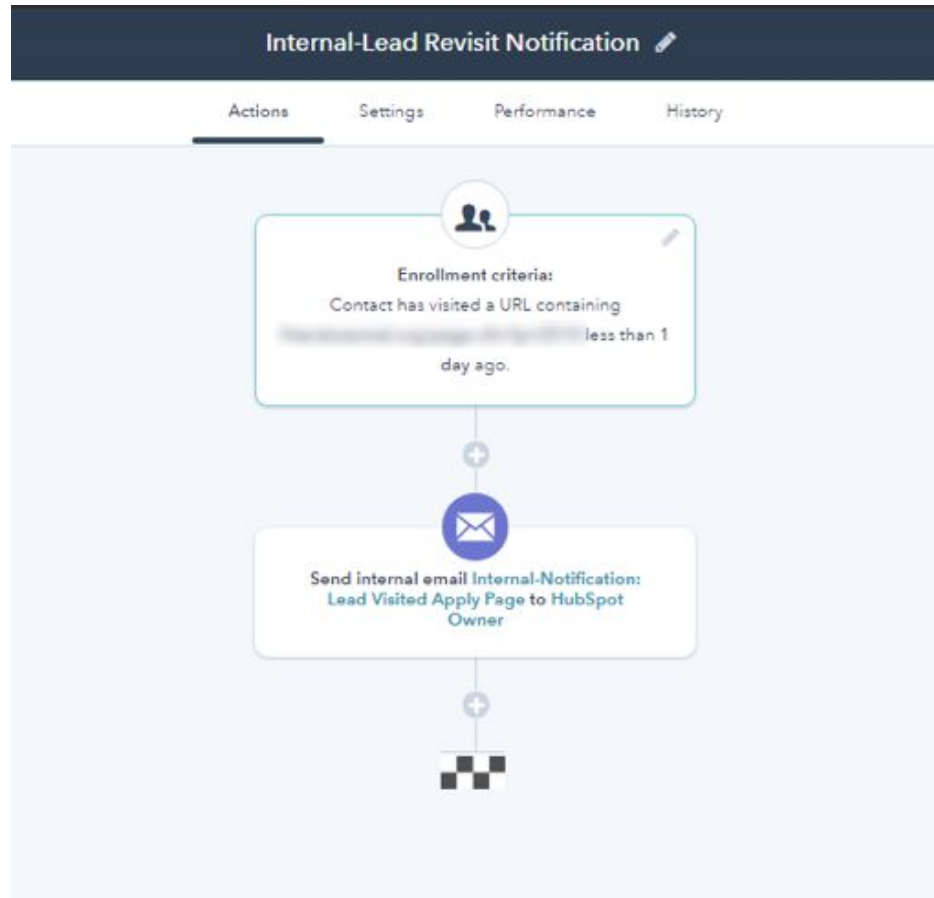 Internal-Lead Revisit Notification
Actions Settings Performance History
Enrollment criteria:
Contact has visited a URL containing
less than 1
day ago.
Send internal email Internal-Notification:
Lead Visited Apply Page to HubSpot
Owner